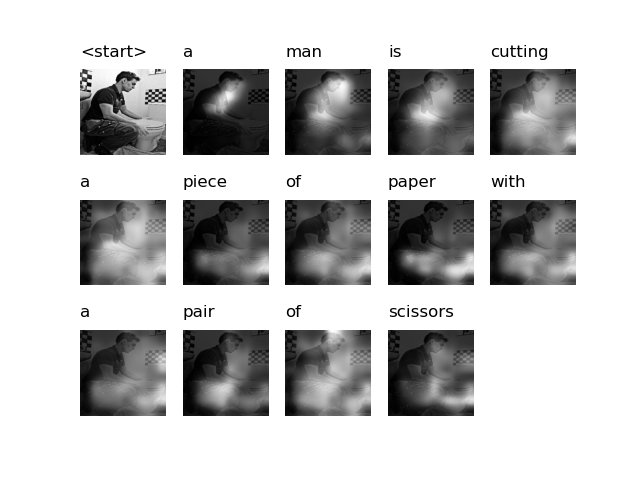 <start> a man is cutting
a piece of paper with
a pair of scissors